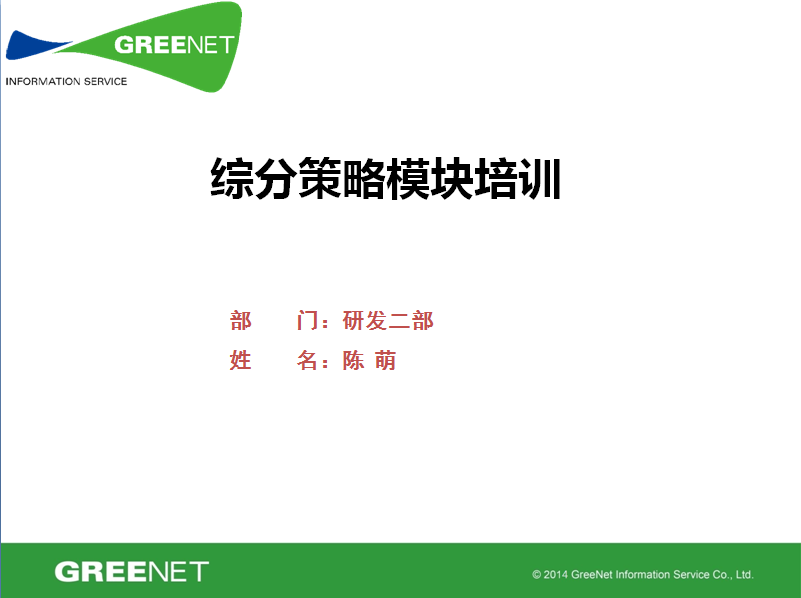 GREENET
INFORMATION SERVICE
综分策略模块培训
部 门：研发二部
姓 名：陈 萌
GREENET
© 2014 GreeNet Information Service Co., Ltd.